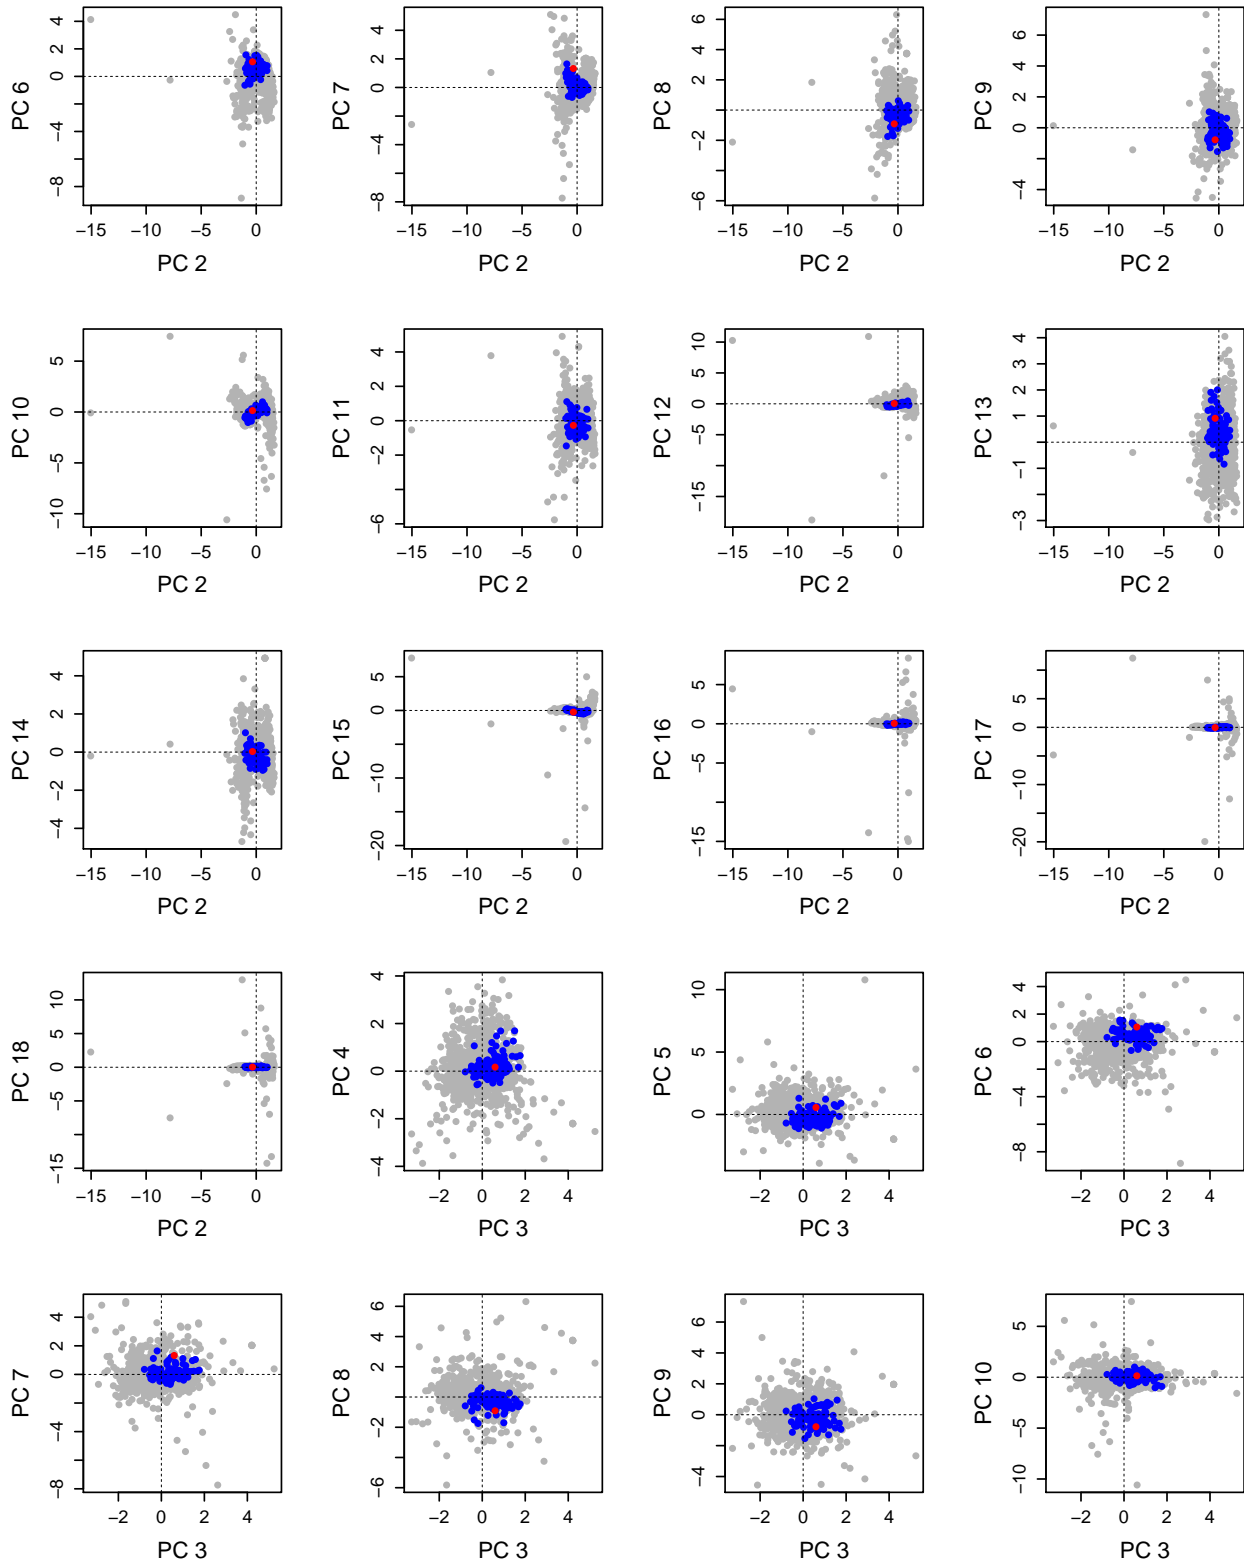 PC 6
−8 −4 0 2 4
−15 −10 −5 0
PC 2
PC 7
−8 −4 0 2 4
−15 −10 −5 0
PC 2
PC 8
−6 −2 2 4 6
−15 −10 −5 0
PC 2
PC 9
−4 0 2 4 6
−15 −10 −5 0
PC 2
PC 10
−10 −5 0 5
−15 −10 −5 0
PC 2
PC 11
−6 −2 0 2 4
−15 −10 −5 0
PC 2
PC 12
−15 −5 0 5 10
−15 −10 −5 0
PC 2
PC 13
−3 −1 1 2 3 4
−15 −10 −5 0
PC 2
PC 14
−4 −2 0 2 4
−15 −10 −5 0
PC 2
PC 15
−20 −10 0 5
−15 −10 −5 0
PC 2
PC 16
−15 −5 0 5
−15 −10 −5 0
PC 2
PC 17
−20 −10 −5 0 5
−15 −10 −5 0
PC 2
PC 18
−15 −5 0 5 10
−15 −10 −5 0
PC 2
PC 4
−4 −2 0 2 4
−2 0 2 4
PC 3
PC 5
0 5 10
−2 0 2 4
PC 3
PC 6
−8 −4 0 2 4
−2 0 2 4
PC 3
PC 7
−8 −4 0 2 4
−2 0 2 4
PC 3
PC 8
−6 −2 2 4 6
−2 0 2 4
PC 3
PC 9
−4 0 2 4 6
−2 0 2 4
PC 3
PC 10
−10 −5 0 5
−2 0 2 4
PC 3